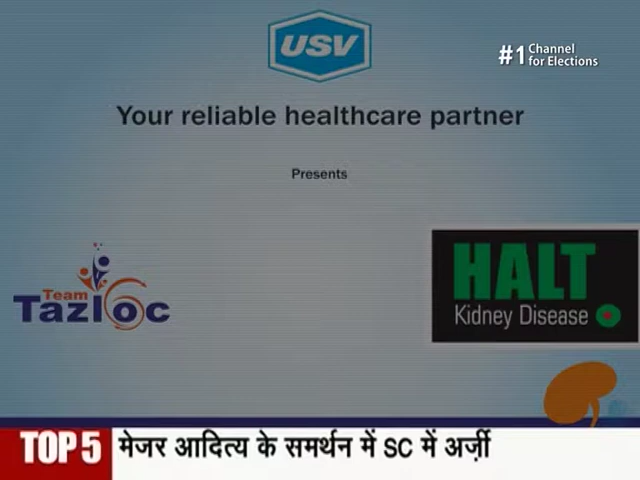 USV
#1 Channel
for Elections
Your reliable healthcare partner
Presents
Team
Tazloc
HALT
Kidney Disease
TOP 5 मेजर आदित्य के समर्थन में SC में अर्ज़ी